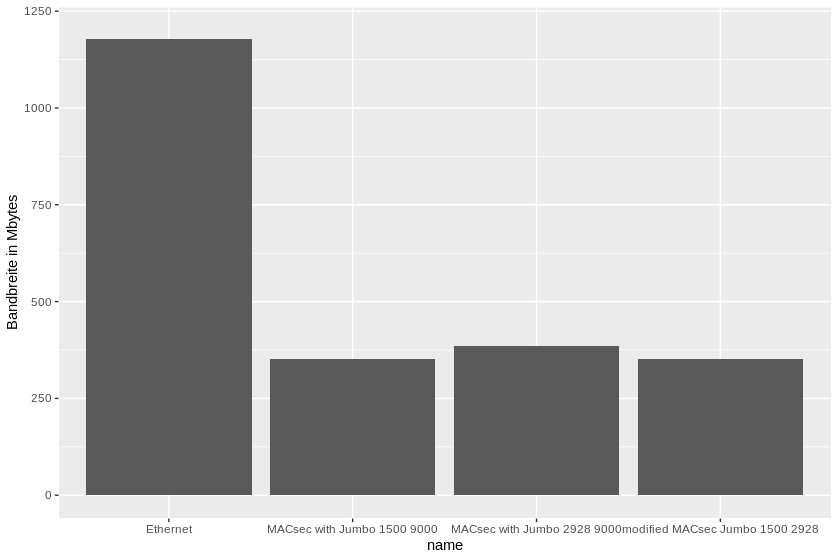 1250
1000
750
500
250
0
Bandbreite in Mbytes
Ethernet
MACsec with Jumbo 1500 9000
MACsec with Jumbo 2928 9000
modified MACsec Jumbo 1500 2928
name